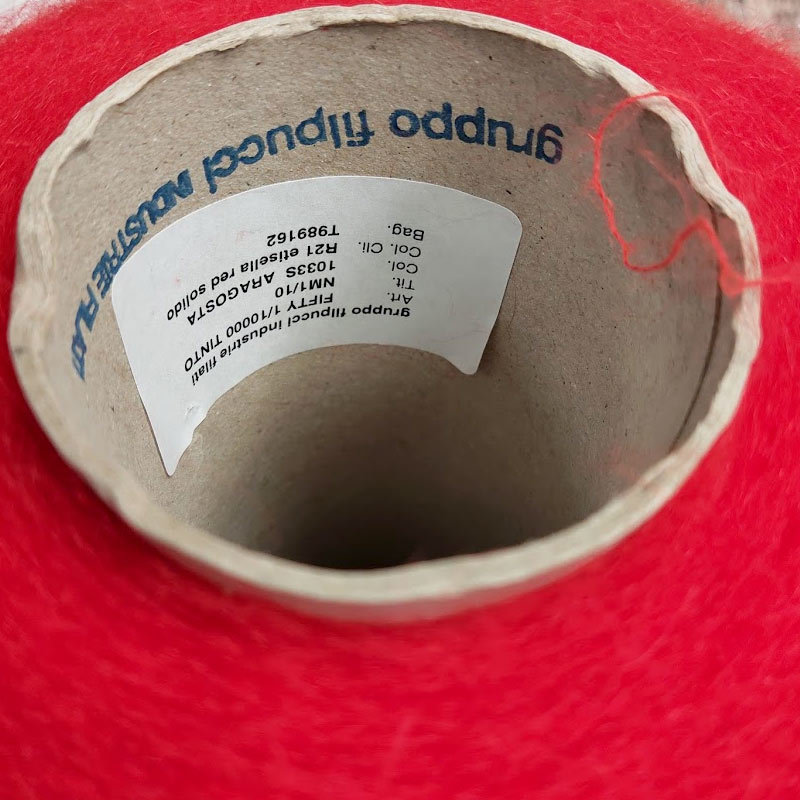 gruppo filpucci INDUSTRIE FILATI
gruppo filpucci industrie filati
Art. FIFTY 1/10000 TINTO
Tit. NM1/10
Col. 1033S ARAGOSTA
Col. Cli. R21 etisella red solido
Bag. T989162